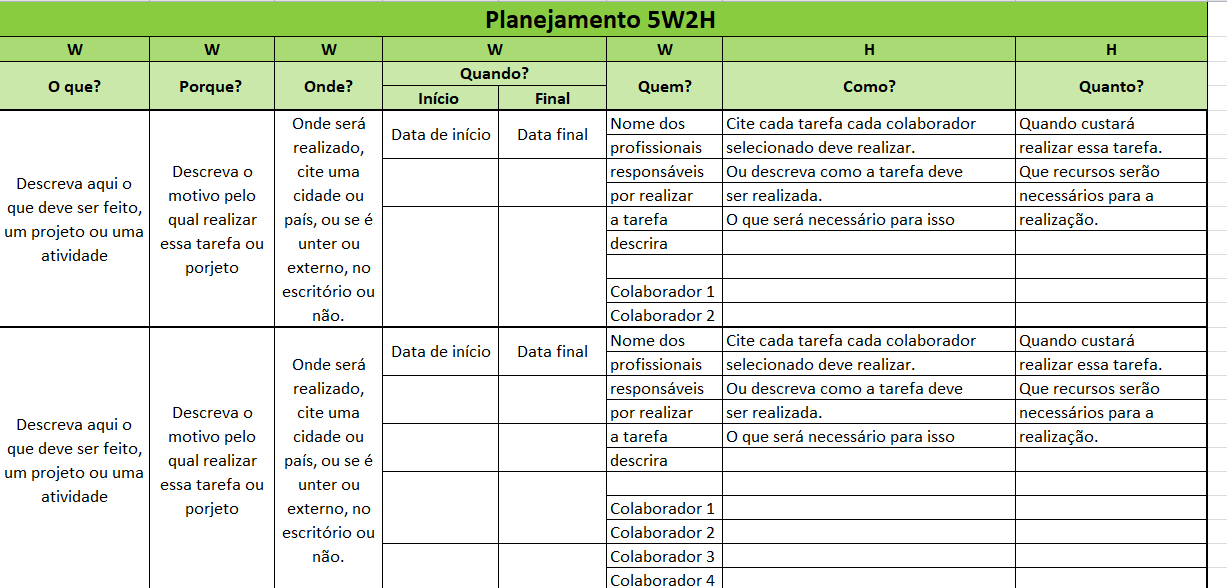 Planejamento 5W2H
W W W W W H H
O que? Porque? Onde? Quando? Quem? Como? Quanto?
Início Final
Descreva aqui o
que deve ser feito,
um projeto ou uma
atividade
Descreva o
motivo pelo
qual realizar
essa tarefa ou
porjeto
Onde será
realizado,
cite uma
cidade ou
país, ou se é
unter ou
externo, no
escritório ou
não.
Data de início
Data final
Nome dos
profissionais
responsáveis
por realizar
a tarefa
descrira
Colaborador 1
Colaborador 2
Cite cada tarefa cada colaborador
selecionado deve realizar.
Ou descreva como a tarefa deve
ser realizada.
O que será necessário para isso
Quando custará
realizar essa tarefa.
Que recursos serão
necessários para a
realização.
Descreva aqui o
que deve ser feito,
um projeto ou uma
atividade
Descreva o
motivo pelo
qual realizar
essa tarefa ou
porjeto
Onde será
realizado,
cite uma
cidade ou
país, ou se é
unter ou
externo, no
escritório ou
não.
Data de início
Data final
Nome dos
profissionais
responsáveis
por realizar
a tarefa
descrira
Colaborador 1
Colaborador 2
Colaborador 3
Colaborador 4
Cite cada tarefa cada colaborador
selecionado deve realizar.
Ou descreva como a tarefa deve
ser realizada.
O que será necessário para isso
Quando custará
realizar essa tarefa.
Que recursos serão
necessários para a
realização.